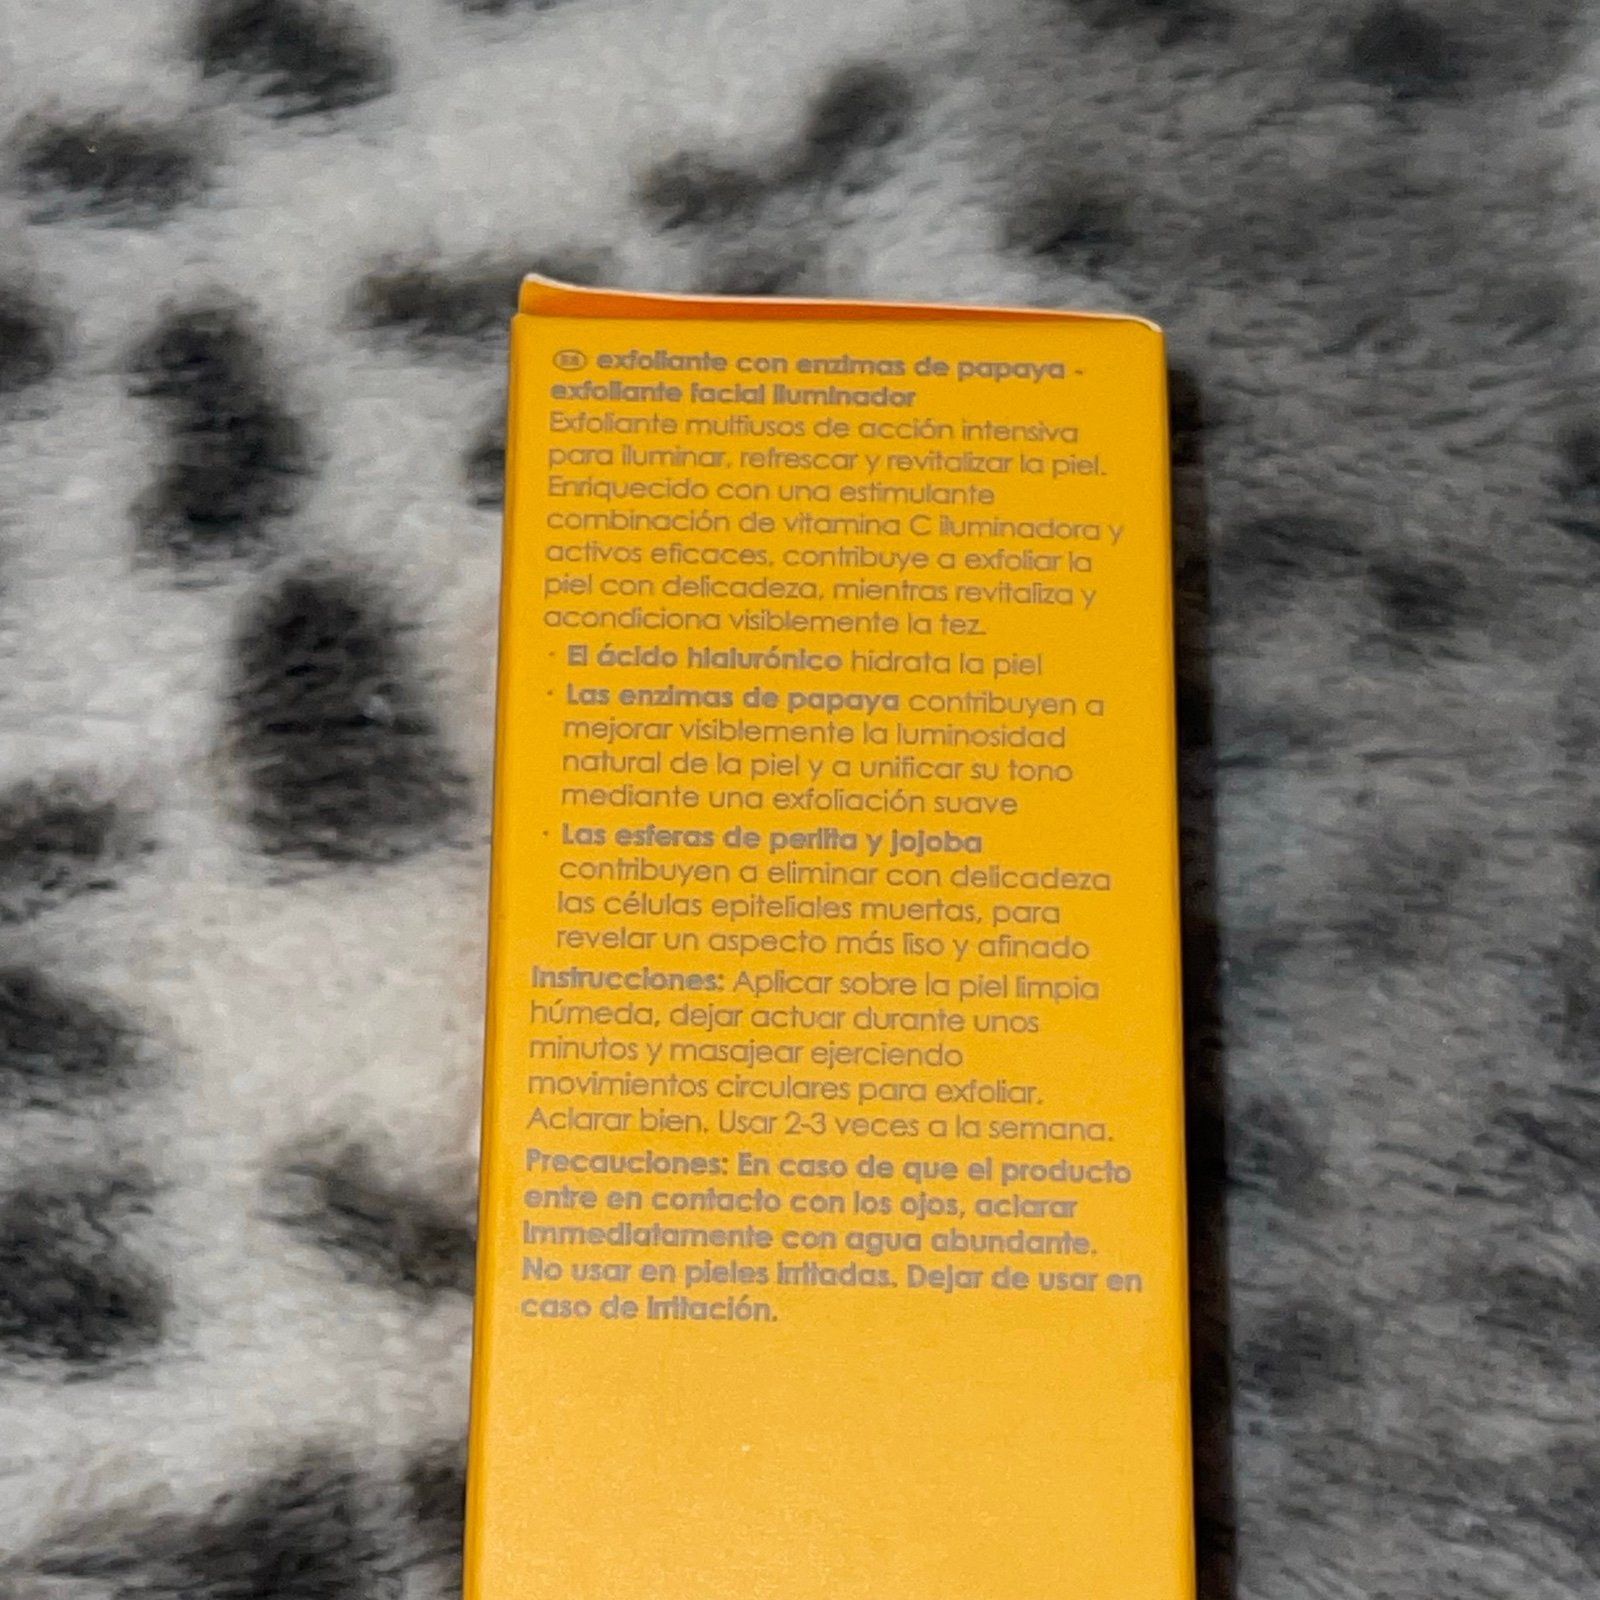 ES exfoliante con enzimas de papaya -
exfoliante facial iluminador
Exfoliante multiusos de acción intensiva
para iluminar, refrescar y revitalizar la piel.
Enriquecido con una estimulante
combinación de vitamina C iluminadora y
activos eficaces, contribuye a exfoliar la
piel con delicadeza, mientras revitaliza y
acondiciona visiblemente la tez.
· El ácido hialurónico hidrata la piel
· Las enzimas de papaya contribuyen a
mejorar visiblemente la luminosidad
natural de la piel y a unificar su tono
mediante una exfoliación suave
· Las esferas de perlita y jojoba
contribuyen a eliminar con delicadeza
las células epiteliales muertas, para
revelar un aspecto más liso y afinado
Instrucciones: Aplicar sobre la piel limpia
húmeda, dejar actuar durante unos
minutos y masajear ejerciendo
movimientos circulares para exfoliar.
Aclarar bien. Usar 2-3 veces a la semana.
Precauciones: En caso de que el producto
entre en contacto con los ojos, aclarar
immediatamente con agua abundante.
No usar en pieles irritadas. Dejar de usar en
caso de irritación.